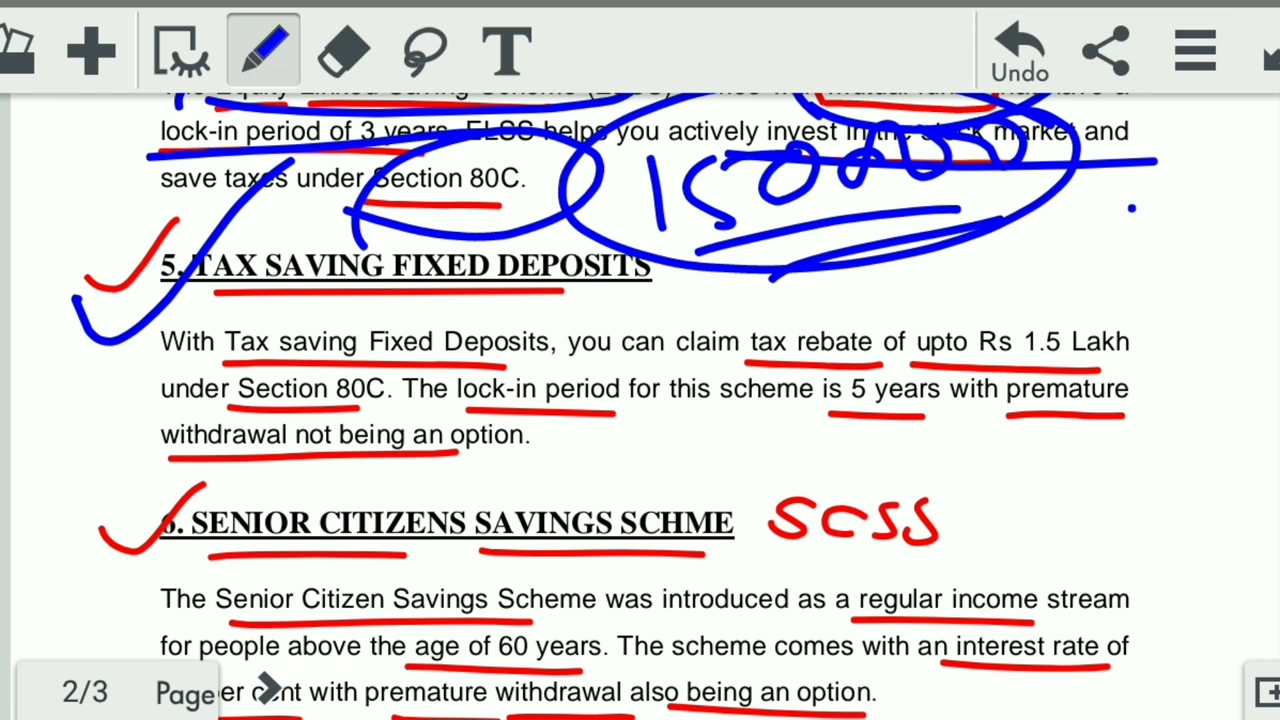 T
Undo
Equity Linked Saving Scheme
lock-in period of 3 years. ELSS helps you actively invest in the stock market and
save taxes under Section 80C.
150000
5. TAX SAVING FIXED DEPOSITS
With Tax saving Fixed Deposits, you can claim tax rebate of upto Rs 1.5 Lakh
under Section 80C. The lock-in period for this scheme is 5 years with premature
withdrawal not being an option.
6. SENIOR CITIZENS SAVINGS SCHME SCSS
The Senior Citizen Savings Scheme was introduced as a regular income stream
for people above the age of 60 years. The scheme comes with an interest rate of
2/3 Page er cent with premature withdrawal also being an option.